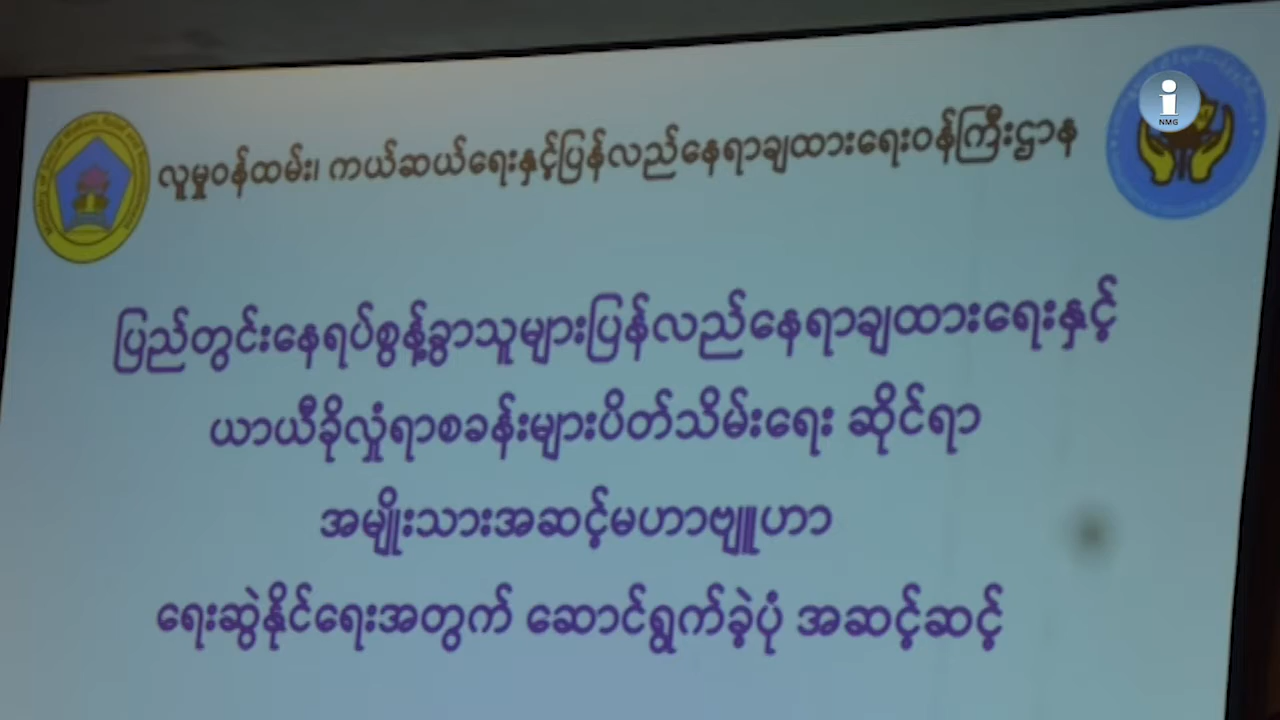 လူမှုဝန်ထမ်း၊ ကယ်ဆယ်ရေးနှင့်ပြန်လည်နေရာချထားရေးဝန်ကြီးဌာန
i
NMG
ပြည်တွင်းနေရပ်စွန့်ခွာသူများပြန်လည်နေရာချထားရေးနှင့်
ယာယီခိုလှုံရာစခန်းများပိတ်သိမ်းရေး ဆိုင်ရာ
အမျိုးသားအဆင့်မဟာဗျူဟာ
ရေးဆွဲနိုင်ရေးအတွက် ဆောင်ရွက်ခဲ့ပုံ အဆင့်ဆင့်